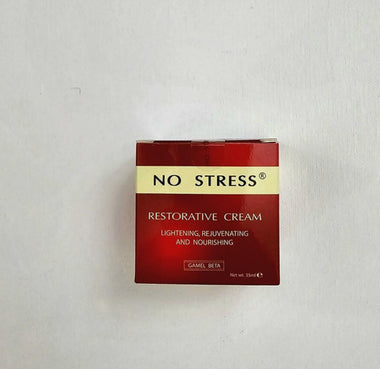 NO STRESS®
RESTORATIVE CREAM
LIGHTENING, REJUVENATING
AND NOURISHING
GAMEL BETA
Net wt. 35ml ℮